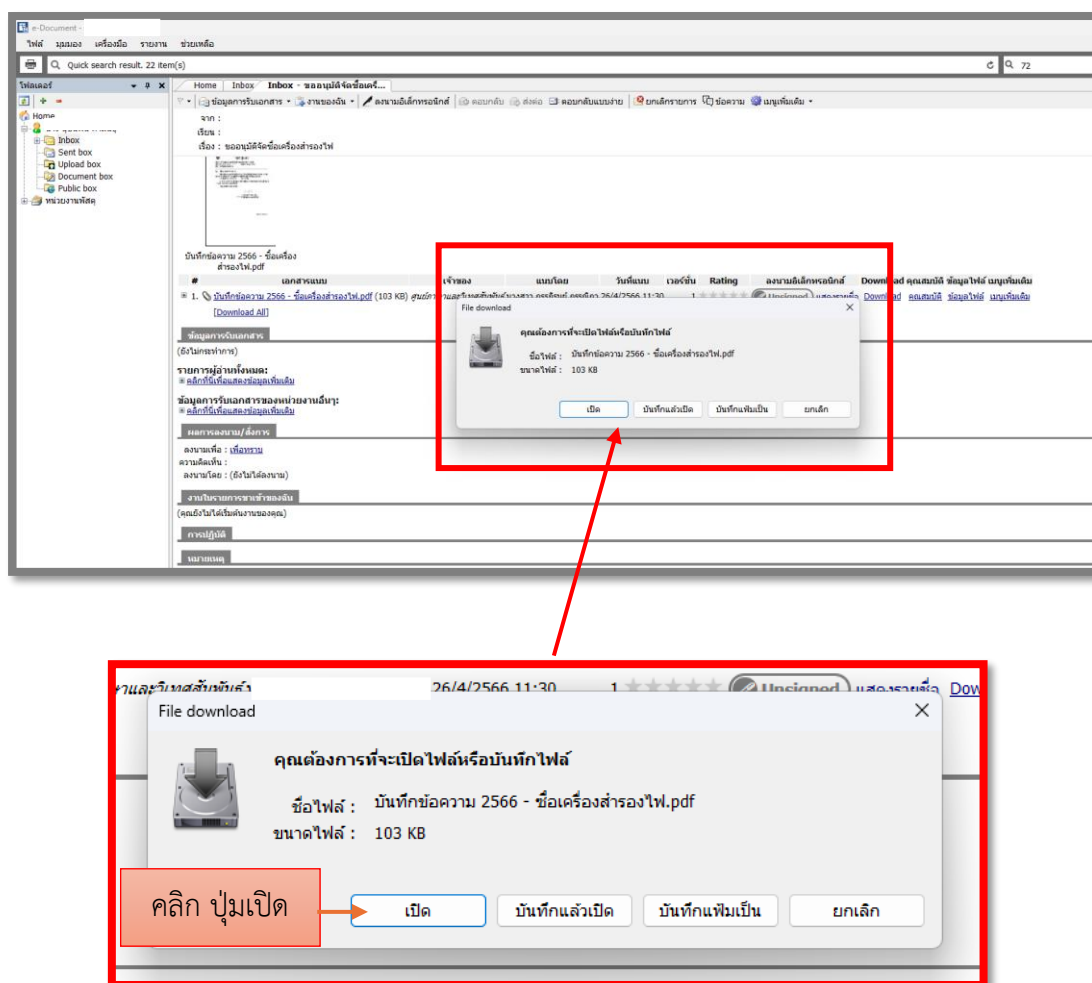 e-Document -
ไฟล์ มุมมอง เครื่องมือ รายงาน ช่วยเหลือ
Quick search result. 22 item(s) 72
โฟลเดอร์
Home Inbox Inbox - ขออนุมัติจัดซื้อเครื่...
ข้อมูลการรับเอกสาร งานของฉัน ลงนามอิเล็กทรอนิกส์ ตอบกลับ ส่งต่อ ตอบกลับแบบง่าย ยกเลิกรายการ ข้อความ เมนูเพิ่มเติม
Home
Inbox
Sent box
Upload box
Document box
Public box
หน่วยงานพัสดุ
จาก :
เรียน :
เรื่อง : ขออนุมัติจัดซื้อเครื่องสำรองไฟ
บันทึกข้อความ 2566 - ซื้อเครื่อง
สำรองไฟ.pdf
# เอกสารแนบ เจ้าของ แนบโดย วันที่แนบ เวอร์ชั่น Rating ลงนามอิเล็กทรอนิกส์ Download คุณสมบัติ ข้อมูลไฟล์ เมนูเพิ่มเติม
1. บันทึกข้อความ 2566 - ซื้อเครื่องสำรองไฟ.pdf (103 KB) 26/4/2566 11:30 1 Unsigned แสดงรายชื่อ Download คุณสมบัติ ข้อมูลไฟล์ เมนูเพิ่มเติม
[Download All]
File download
คุณต้องการที่จะเปิดไฟล์หรือบันทึกไฟล์
ชื่อไฟล์ : บันทึกข้อความ 2566 - ซื้อเครื่องสำรองไฟ.pdf
ขนาดไฟล์ : 103 KB
เปิด บันทึกแล้วเปิด บันทึกแฟ้มเป็น ยกเลิก
ข้อมูลการรับเอกสาร
(ยังไม่กระทำการ)
รายการผู้อ่านทั้งหมด:
คลิกที่นี่เพื่อแสดงข้อมูลเพิ่มเติม
ข้อมูลการรับเอกสารของหน่วยงานอื่นๆ:
คลิกที่นี่เพื่อแสดงข้อมูลเพิ่มเติม
ผลการลงนาม/สั่งการ
ลงนามเพื่อ : เพื่อทราบ
ความคิดเห็น :
ลงนามโดย : (ยังไม่ได้ลงนาม)
งานในรายการขาเข้าของฉัน
(คุณยังไม่ได้เริ่มต้นงานของคุณ)
การปฏิบัติ
หมายเหตุ
และวิเทศสัมพันธ์ 26/4/2566 11:30 1 Unsigned แสดงรายชื่อ Dow
File download
คุณต้องการที่จะเปิดไฟล์หรือบันทึกไฟล์
ชื่อไฟล์ : บันทึกข้อความ 2566 - ซื้อเครื่องสำรองไฟ.pdf
ขนาดไฟล์ : 103 KB
คลิก ปุ่มเปิด
เปิด บันทึกแล้วเปิด บันทึกแฟ้มเป็น ยกเลิก